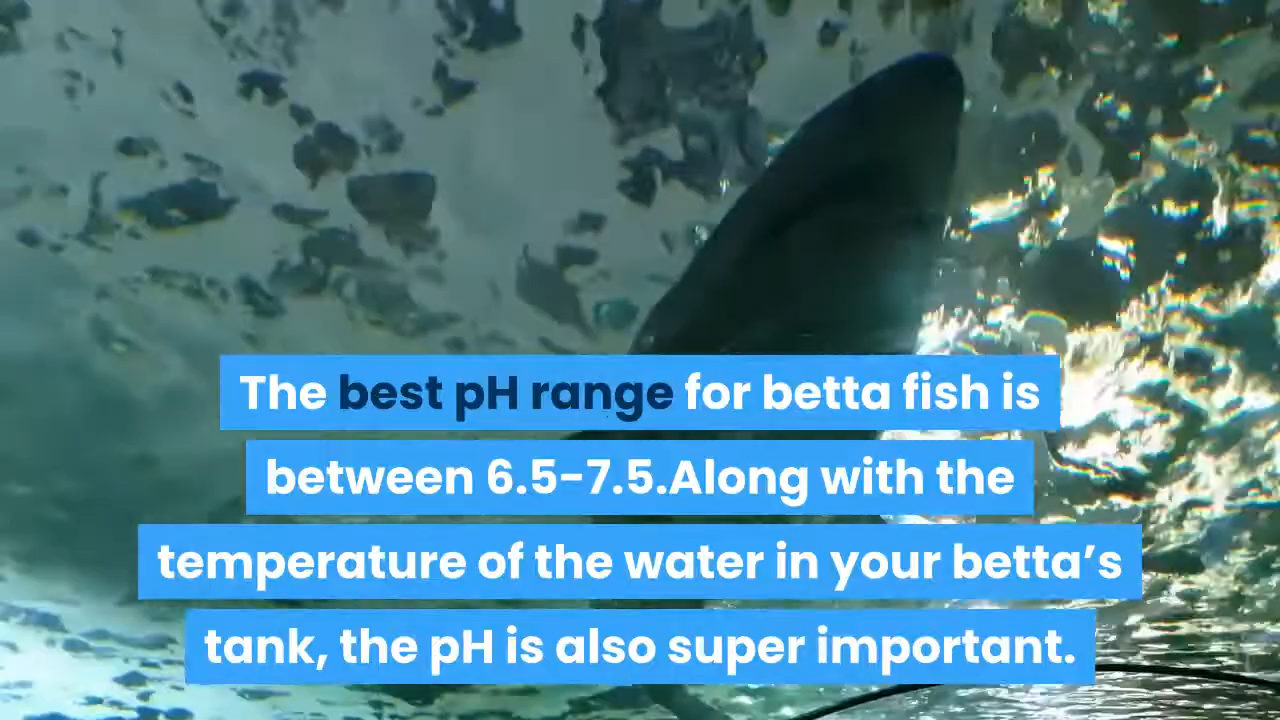 The best pH range for betta fish is
between 6.5-7.5.Along with the
temperature of the water in your betta’s
tank, the pH is also super important.